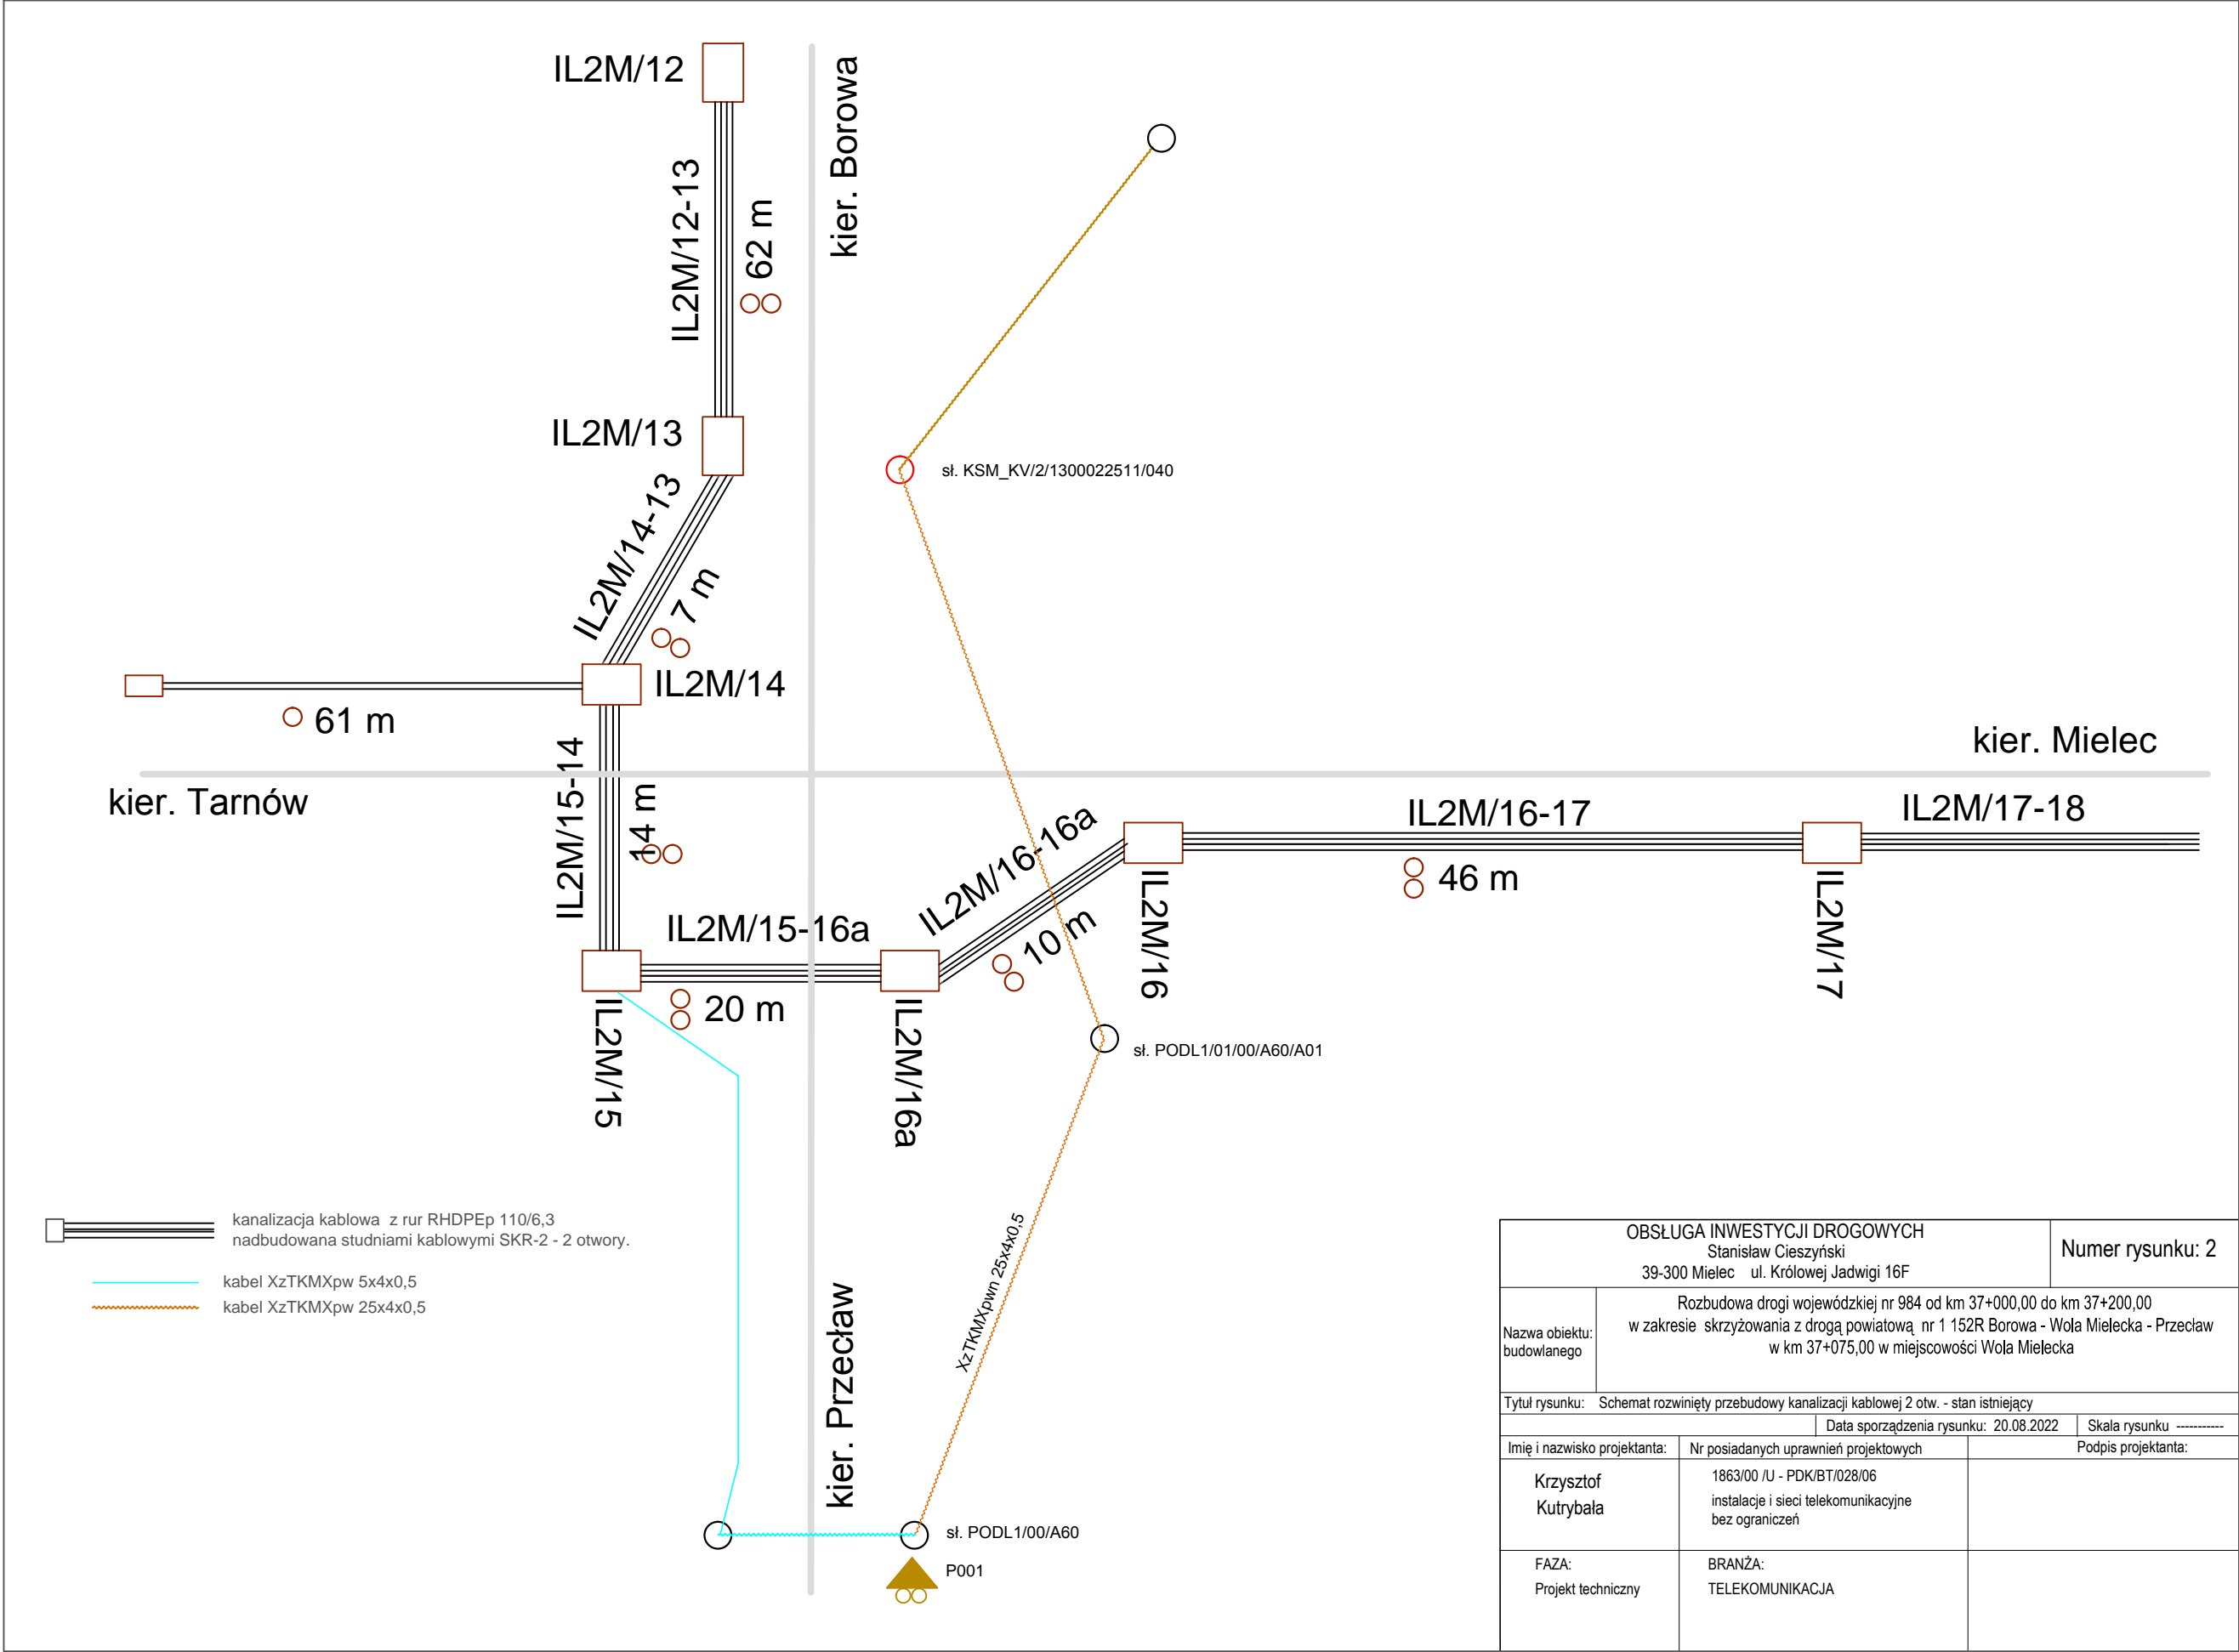 IL2M/12
kier. Borowa
IL2M/12-13
62 m
IL2M/13
sł. KSM_KV/2/1300022511/040
IL2M/14-13
7 m
IL2M/14
61 m
kier. Mielec
kier. Tarnów
IL2M/15-14
14 m
IL2M/16-17
IL2M/17-18
IL2M/16-16a
46 m
10 m
IL2M/16
IL2M/17
IL2M/15-16a
20 m
IL2M/15
IL2M/16a
sł. PODL1/01/00/A60/A01
XzTKMXpwn 25x4x0,5
kier. Przecław
sł. PODL1/00/A60
P001
kanalizacja kablowa z rur RHDPEp 110/6,3
nadbudowana studniami kablowymi SKR-2 - 2 otwory.
kabel XzTKMXpw 5x4x0,5
kabel XzTKMXpw 25x4x0,5
OBSŁUGA INWESTYCJI DROGOWYCH
Stanisław Cieszyński
39-300 Mielec ul. Królowej Jadwigi 16F
Numer rysunku: 2
Nazwa obiektu:
budowlanego
Rozbudowa drogi wojewódzkiej nr 984 od km 37+000,00 do km 37+200,00
w zakresie skrzyżowania z drogą powiatową nr 1 152R Borowa - Wola Mielecka - Przecław
w km 37+075,00 w miejscowości Wola Mielecka
Tytuł rysunku: Schemat rozwinięty przebudowy kanalizacji kablowej 2 otw. - stan istniejący
Data sporządzenia rysunku: 20.08.2022
Skala rysunku -----------
Imię i nazwisko projektanta:
Nr posiadanych uprawnień projektowych
Podpis projektanta:
Krzysztof
Kutrybała
1863/00 /U - PDK/BT/028/06
instalacje i sieci telekomunikacyjne
bez ograniczeń
FAZA:
Projekt techniczny
BRANŻA:
TELEKOMUNIKACJA